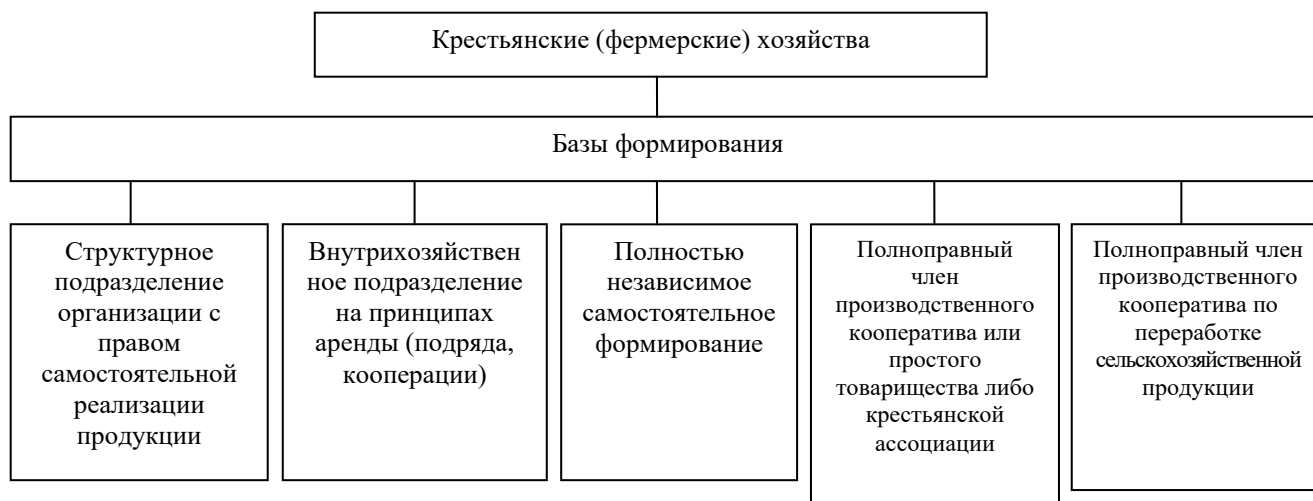 Крестьянские (фермерские) хозяйства
Базы формирования
Структурное
подразделение
организации с
правом
самостоятельной
реализации
продукции
Внутрихозяйствен
ное подразделение
на принципах
аренды (подряда,
кооперации)
Полностью
независимое
самостоятельное
формирование
Полноправный
член
производственного
кооператива или
простого
товарищества либо
крестьянской
ассоциации
Полноправный член
производственного
кооператива по
переработке
сельскохозяйственной
продукции